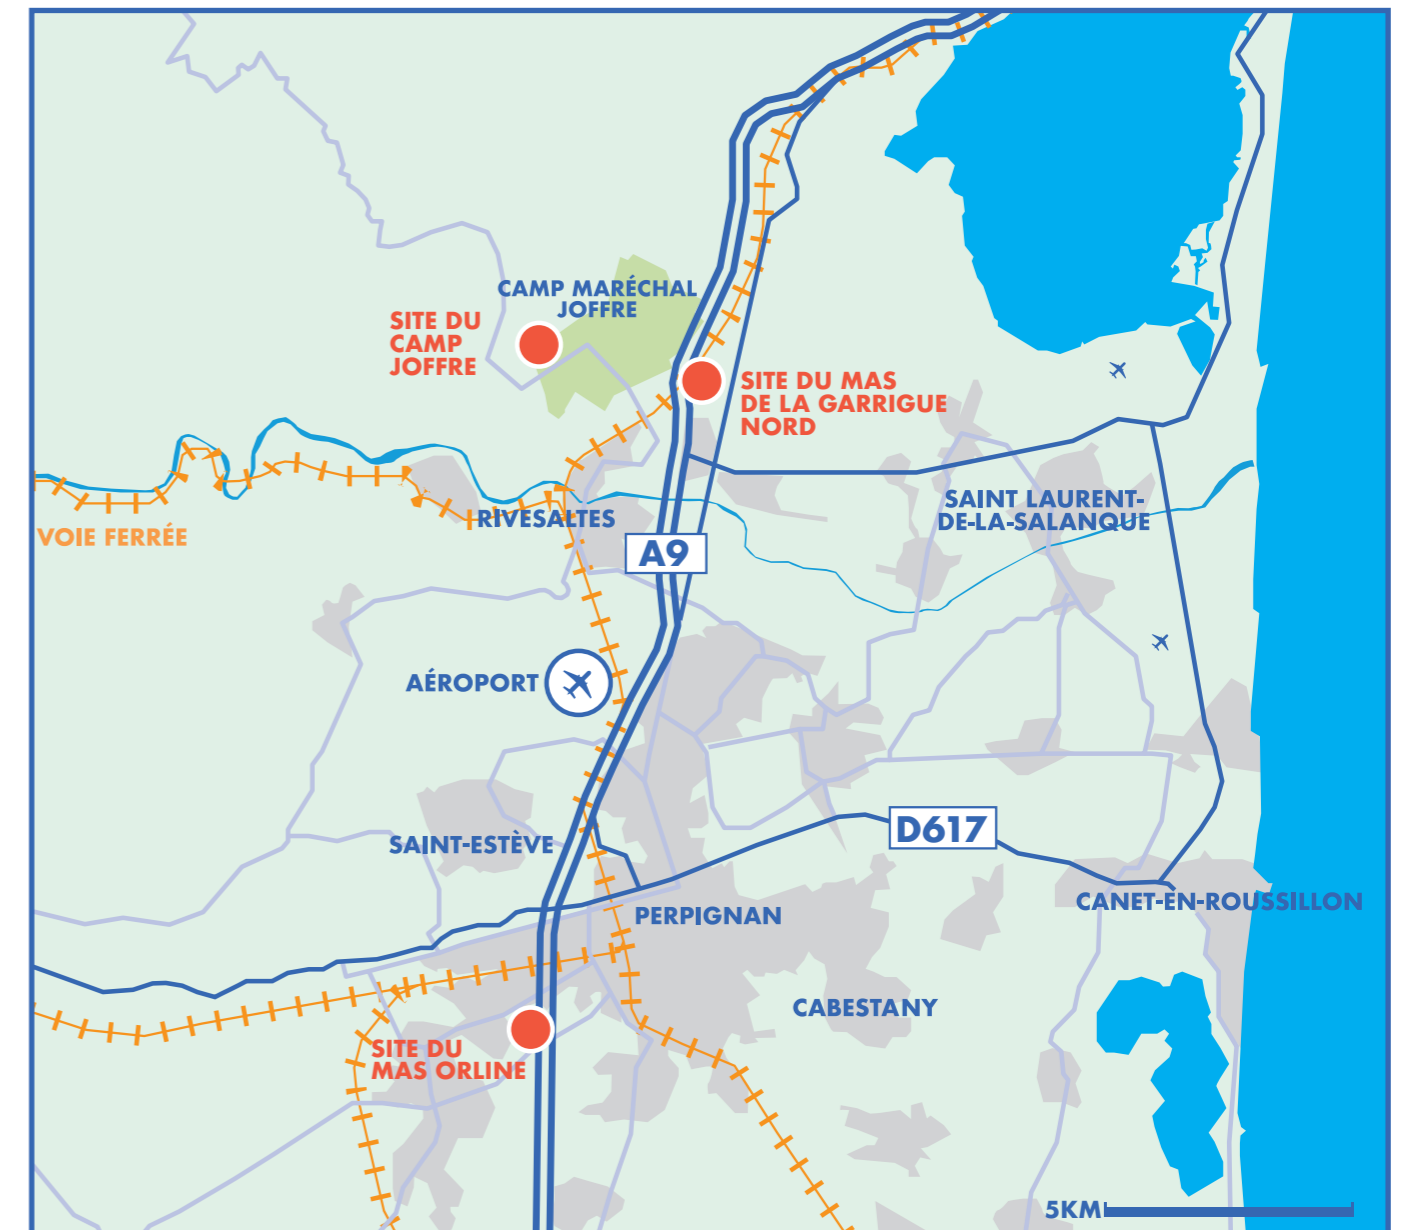 CAMP MARÉCHAL
JOFFRE
SITE DU
CAMP
JOFFRE
SITE DU MAS
DE LA GARRIGUE
NORD
VOIE FERRÉE
RIVESALTES
SAINT LAURENT-
DE-LA-SALANQUE
A9
AÉROPORT
D617
SAINT-ESTÈVE
CANET-EN-ROUSSILLON
PERPIGNAN
CABESTANY
SITE DU
MAS ORLINE
5KM